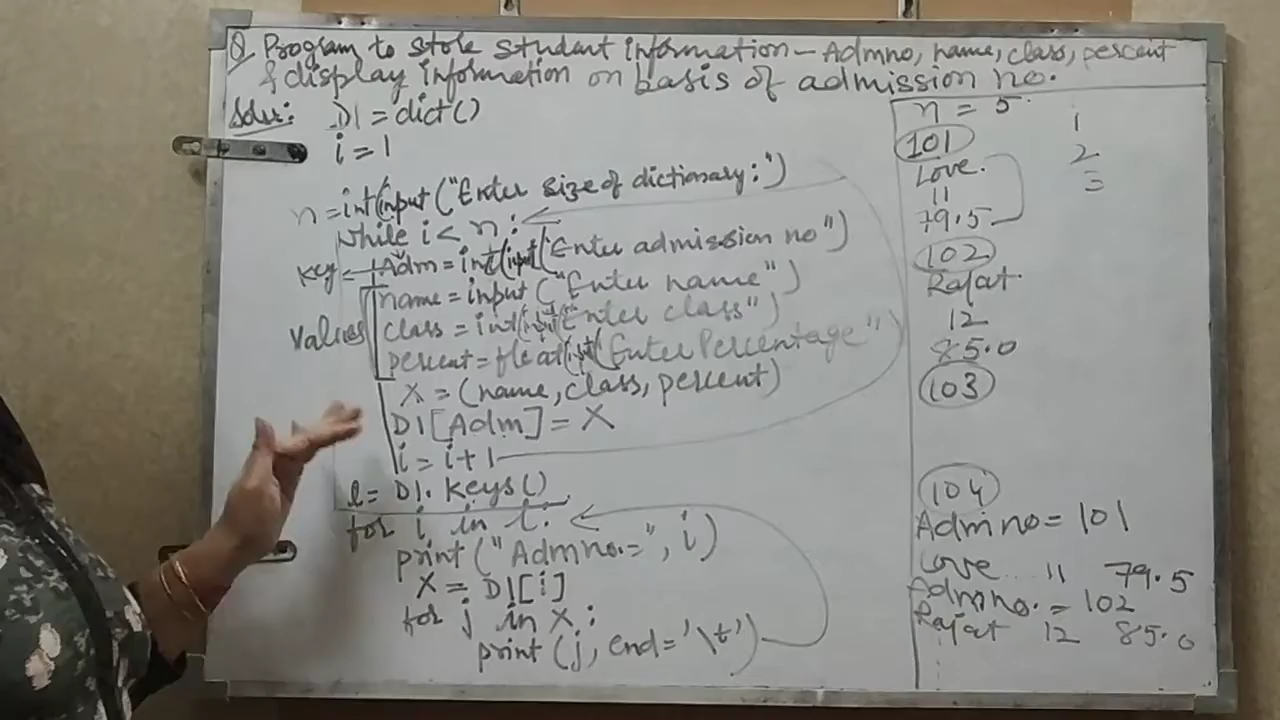 Q. Program to store student information - Admno, name, class, percent
& display information on basis of admission no.
Solu: D1 = dict()
i = 1
n = int(input("Enter size of dictionary:")
while i < n:
Key Adm = int(input("Enter admission no")
name = input ("Enter name")
Values class = int(input("Enter class")
percent = float(input("Enter Percentage")
X = (name, class, percent)
D1[Adm] = X
i = i+1
l = D1.keys()
for i in l:
print("Admno.=", i)
X = D1[i]
for j in X:
print (j, end='\t')
n = 5
101
Love
11
79.5
102
Rajat
12
85.0
103
104
Admno = 101
Love 11 79.5
Admno. = 102
Rajat 12 85.0
1
2
3